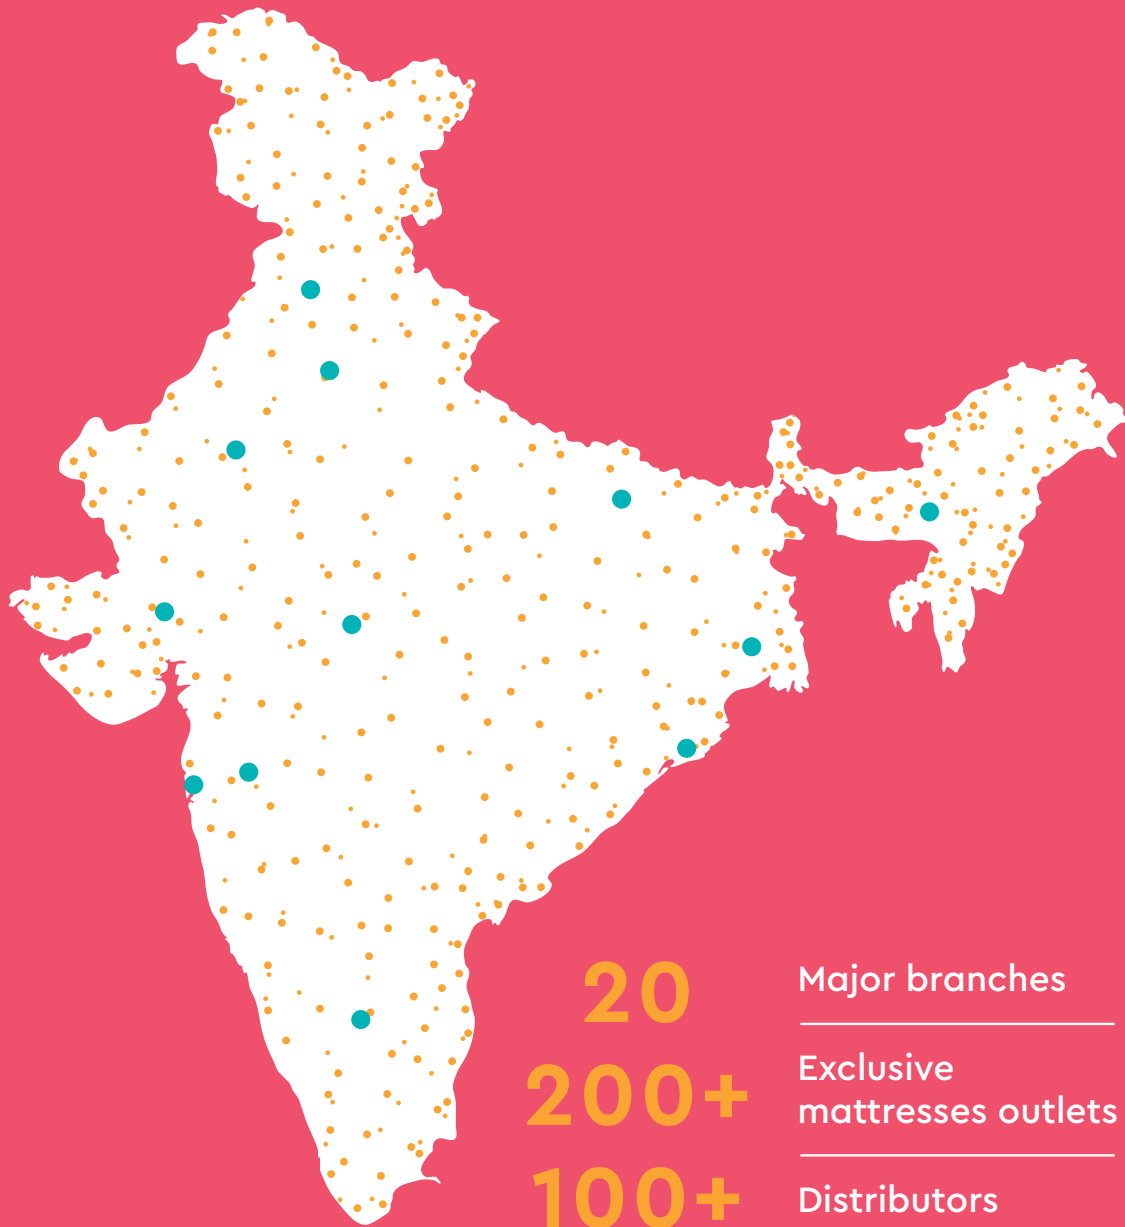 20
Major branches
200+
Exclusive
mattresses outlets
100+
Distributors